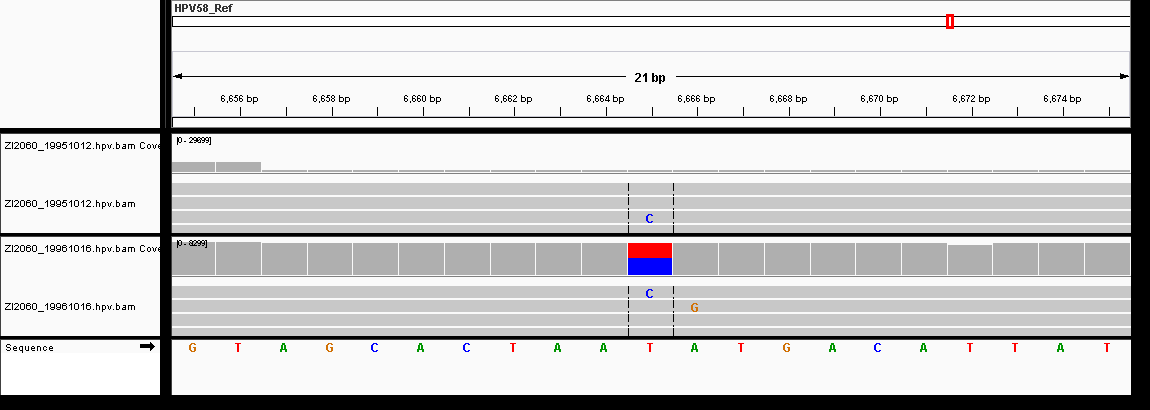 HPV58_Ref
21 bp
6,656 bp 6,658 bp 6,660 bp 6,662 bp 6,664 bp 6,666 bp 6,668 bp 6,670 bp 6,672 bp 6,674 bp
ZI2060_19951012.hpv.bam Cove
[0 - 29899]
ZI2060_19951012.hpv.bam
C
ZI2060_19961016.hpv.bam Cove
[0 - 8299]
C
ZI2060_19961016.hpv.bam
G
Sequence
G T A G C A C T A A T A T G A C A T T A T